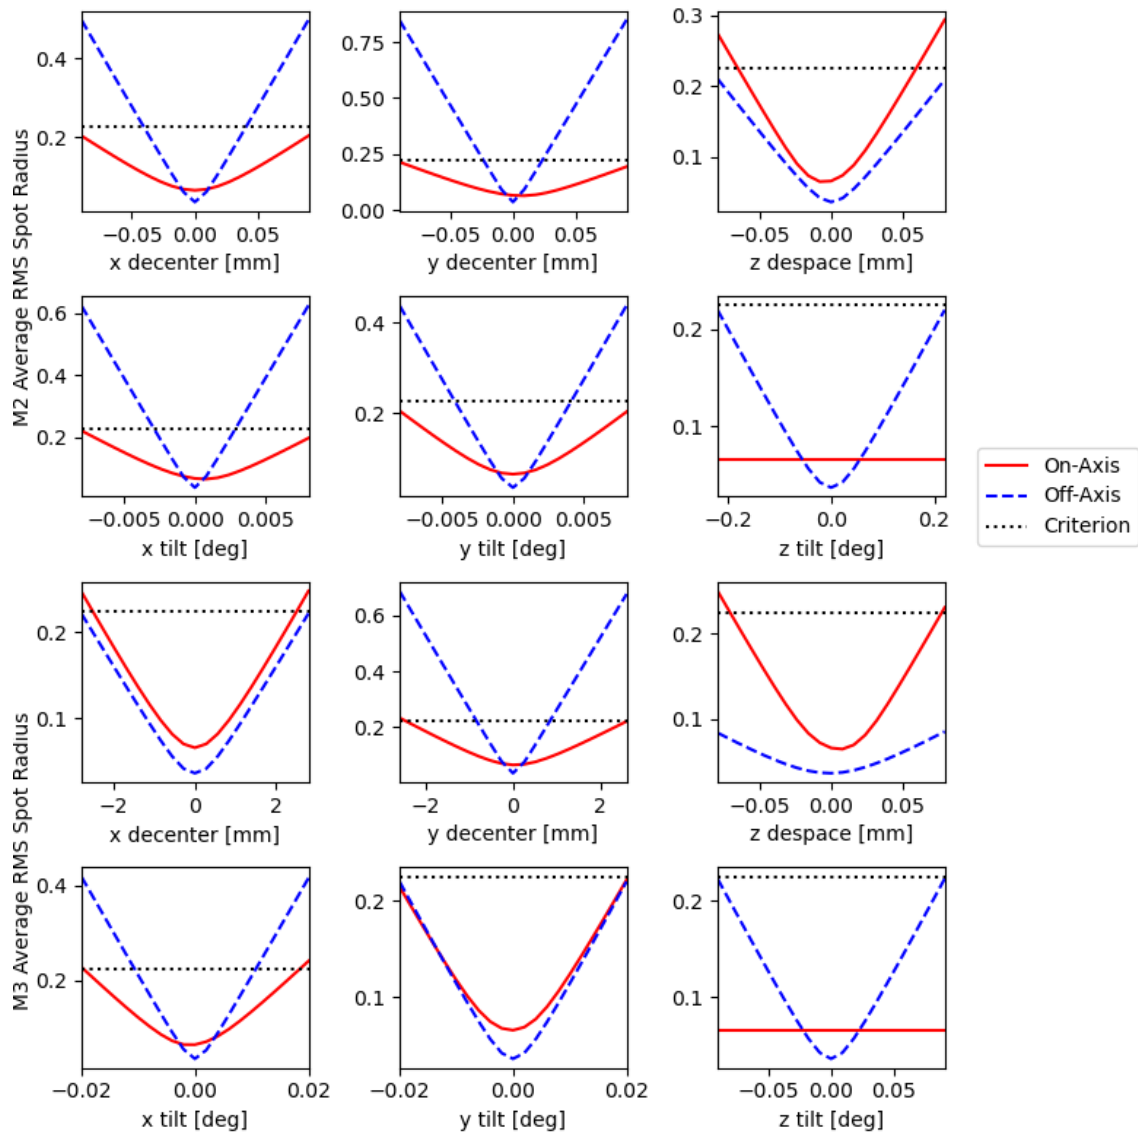 M2 Average RMS Spot Radius
0.4
0.2
−0.05 0.00 0.05
x decenter [mm]
0.75
0.50
0.25
0.00
−0.05 0.00 0.05
y decenter [mm]
0.3
0.2
0.1
−0.05 0.00 0.05
z despace [mm]
0.6
0.4
0.2
−0.005 0.000 0.005
x tilt [deg]
0.4
0.2
−0.005 0.000 0.005
y tilt [deg]
0.2
0.1
−0.2 0.0 0.2
z tilt [deg]
On-Axis
Off-Axis
Criterion
M3 Average RMS Spot Radius
0.2
0.1
−2 0 2
x decenter [mm]
0.6
0.4
0.2
−2 0 2
y decenter [mm]
0.2
0.1
−0.05 0.00 0.05
z despace [mm]
0.4
0.2
−0.02 0.00 0.02
x tilt [deg]
0.2
0.1
−0.02 0.00 0.02
y tilt [deg]
0.2
0.1
−0.05 0.00 0.05
z tilt [deg]